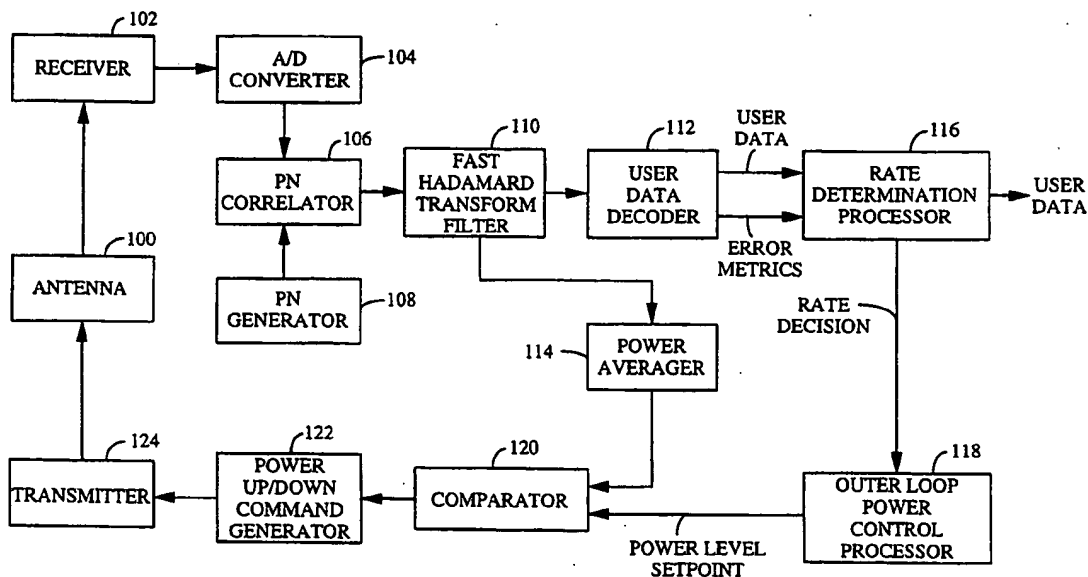 102
RECEIVER
A/D
CONVERTER
104
106
PN
CORRELATOR
110
FAST
HADAMARD
TRANSFORM
FILTER
112
USER
DATA
DECODER
USER
DATA
ERROR
METRICS
116
RATE
DETERMINATION
PROCESSOR
USER
DATA
100
ANTENNA
PN
GENERATOR
108
114
POWER
AVERAGER
RATE
DECISION
124
TRANSMITTER
122
POWER
UP/DOWN
COMMAND
GENERATOR
120
COMPARATOR
POWER LEVEL
SETPOINT
118
OUTER LOOP
POWER
CONTROL
PROCESSOR